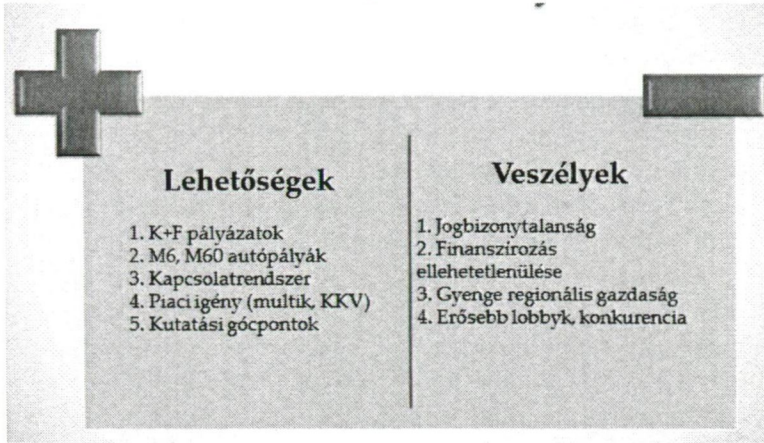 Lehetőségek
1. K+F pályázatok
2. M6, M60 autópályák
3. Kapcsolatrendszer
4. Piaci igény (multik, KKV)
5. Kutatási gócpontok
Veszélyek
1. Jogbizonytalanság
2. Finanszírozás
ellehetetlenülése
3. Gyenge regionális gazdaság
4. Erősebb lobbyk, konkurencia